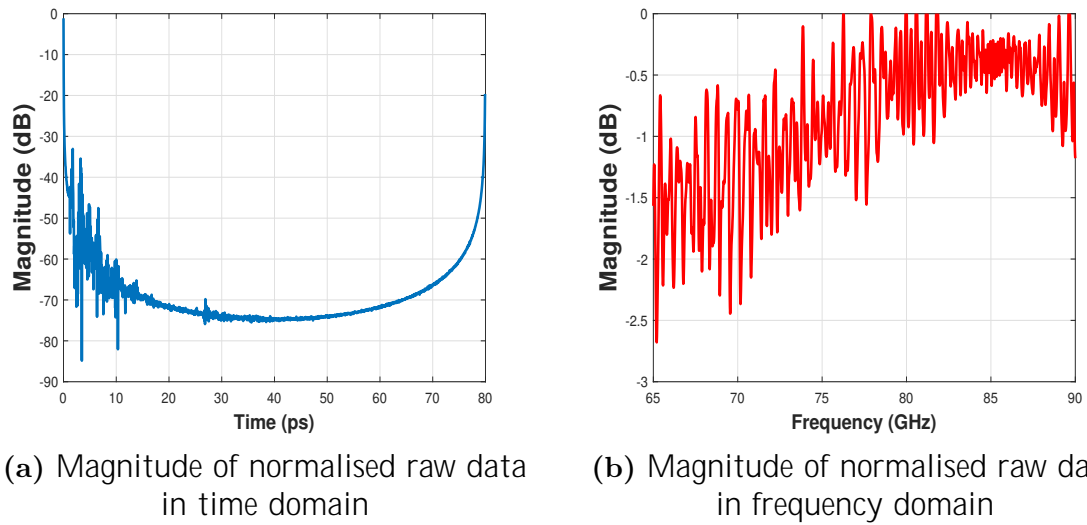 0
-10
-20
-30
-40
-50
-60
-70
-80
-90
Magnitude (dB)
0 10 20 30 40 50 60 70 80
Time (ps)
0
-0.5
-1
-1.5
-2
-2.5
-3
Magnitude (dB)
65 70 75 80 85 90
Frequency (GHz)
(a) Magnitude of normalised raw data
in time domain
(b) Magnitude of normalised raw da
in frequency domain